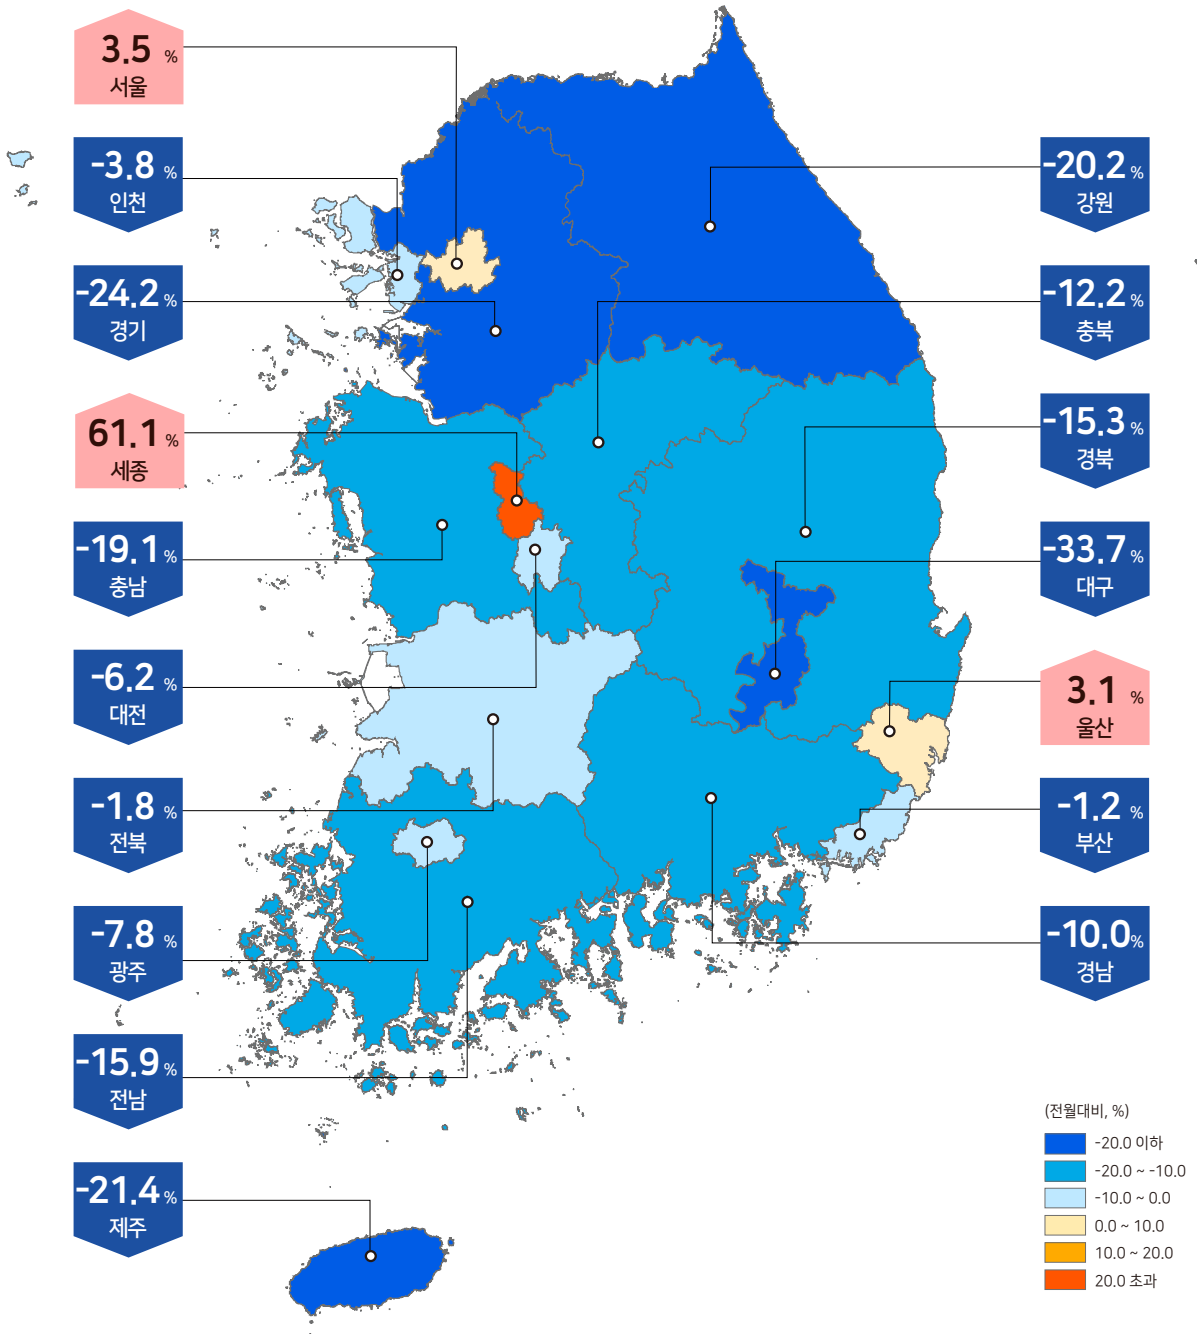 3.5 %
서울
-3.8 %
인천
-24.2 %
경기
61.1 %
세종
-19.1 %
충남
-6.2 %
대전
-1.8 %
전북
-7.8 %
광주
-15.9 %
전남
-21.4 %
제주
-20.2 %
강원
-12.2 %
충북
-15.3 %
경북
-33.7 %
대구
3.1 %
울산
-1.2 %
부산
-10.0 %
경남
(전월대비, %)
-20.0 이하
-20.0 ~ -10.0
-10.0 ~ 0.0
0.0 ~ 10.0
10.0 ~ 20.0
20.0 초과